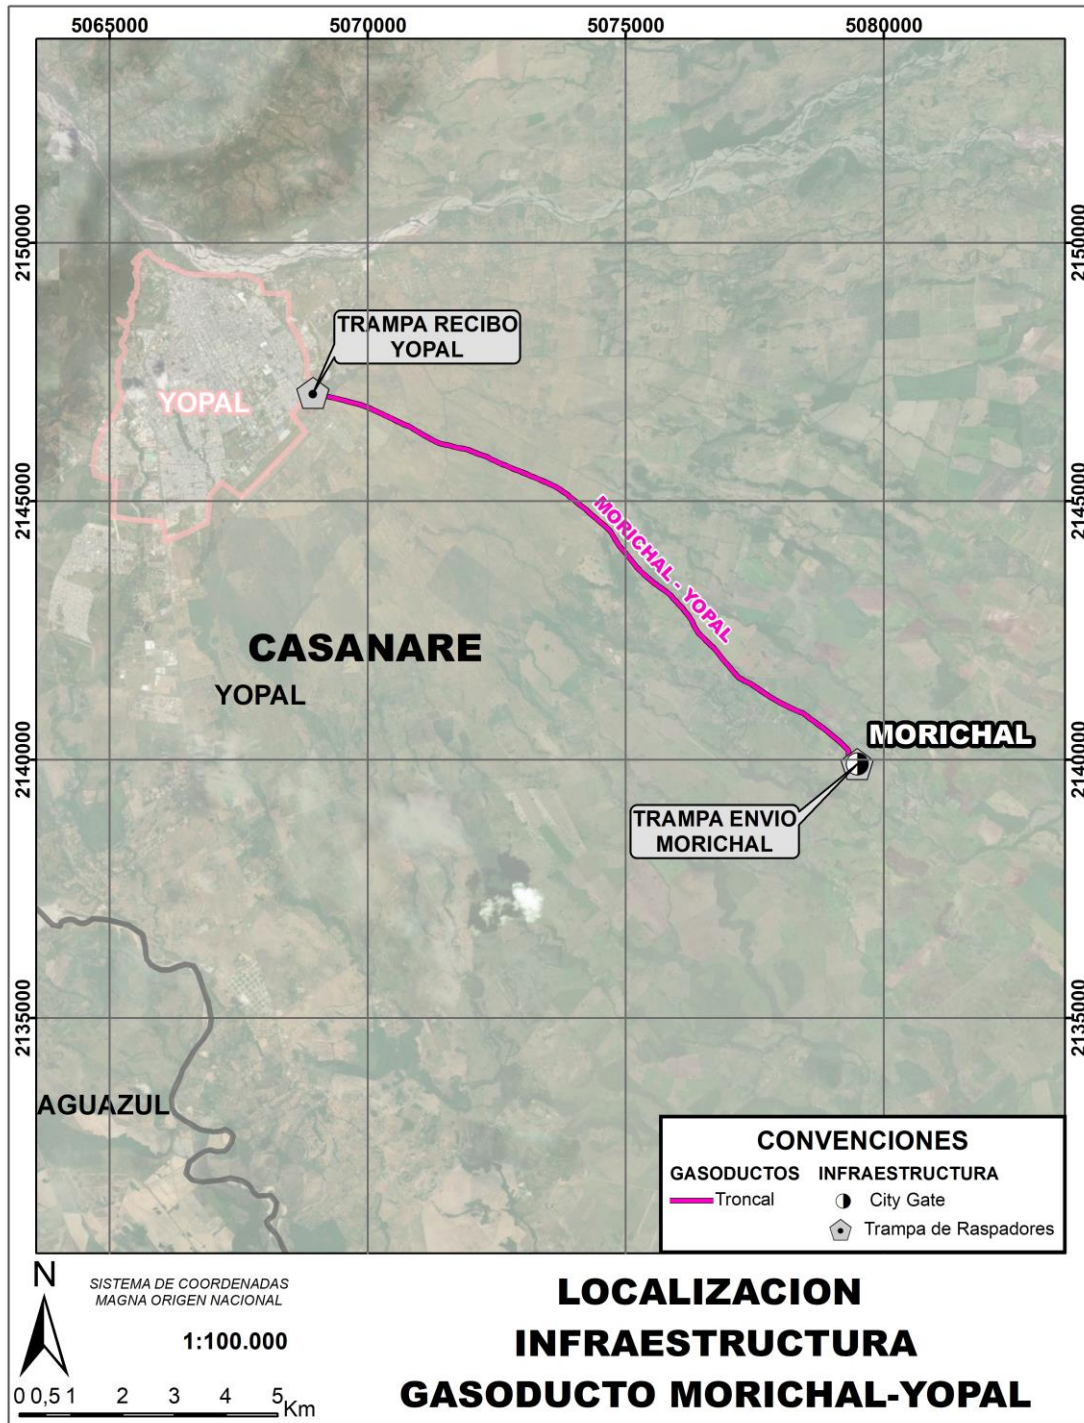 5065000 5070000 5075000 5080000
2150000 2150000
TRAMPA RECIBO
YOPAL
YOPAL
2145000 2145000
MORICHAL - YOPAL
CASANARE
YOPAL
MORICHAL
2140000 2140000
TRAMPA ENVIO
MORICHAL
2135000 2135000
AGUAZUL
CONVENCIONES
GASODUCTOS INFRAESTRUCTURA
Troncal City Gate
Trampa de Raspadores
N
SISTEMA DE COORDENADAS
MAGNA ORIGEN NACIONAL
1:100.000
0 0,5 1 2 3 4 5 Km
LOCALIZACION
INFRAESTRUCTURA
GASODUCTO MORICHAL-YOPAL